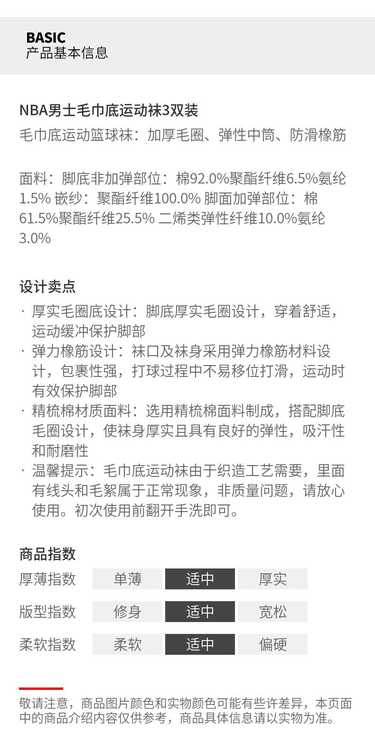 BASIC
产品基本信息
NBA男士毛巾底运动袜3双装
毛巾底运动篮球袜：加厚毛圈、弹性中筒、防滑橡筋
面料：脚底非加弹部位：棉92.0%聚酯纤维6.5%氨纶
1.5% 嵌纱：聚酯纤维100.0% 脚面加弹部位：棉
61.5%聚酯纤维25.5% 二烯类弹性纤维10.0%氨纶
3.0%
设计卖点
· 厚实毛圈底设计：脚底厚实毛圈设计，穿着舒适，
运动缓冲保护脚部
· 弹力橡筋设计：袜口及袜身采用弹力橡筋材料设
计，包裹性强，打球过程中不易移位打滑，运动时
有效保护脚部
· 精梳棉材质面料：选用精梳棉面料制成，搭配脚底
毛圈设计，使袜身厚实且具有良好的弹性，吸汗性
和耐磨性
· 温馨提示：毛巾底运动袜由于织造工艺需要，里面
有线头和毛絮属于正常现象，非质量问题，请放心
使用。初次使用前翻开手洗即可。
商品指数
厚薄指数 单薄 适中 厚实
版型指数 修身 适中 宽松
柔软指数 柔软 适中 偏硬
敬请注意，商品图片颜色和实物颜色可能有些许差异，本页面
中的商品介绍内容仅供参考，商品具体信息请以实物为准。